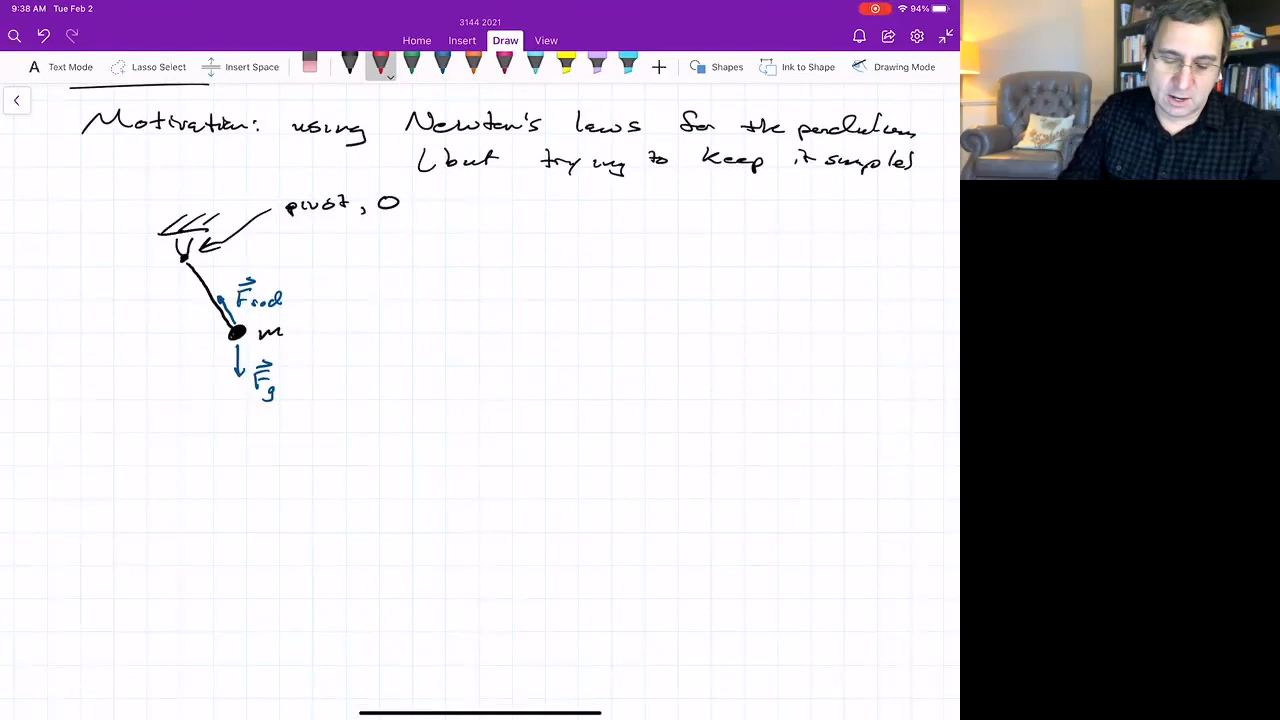 9:38 AM Tue Feb 2
94%
3144 2021
Home Insert Draw View
Text Mode Lasso Select Insert Space Shapes Ink to Shape Drawing Mode
Motivation: using Newton's laws for the pendulum
(but trying to keep it simple)
pivot, O
F rod
m
F g